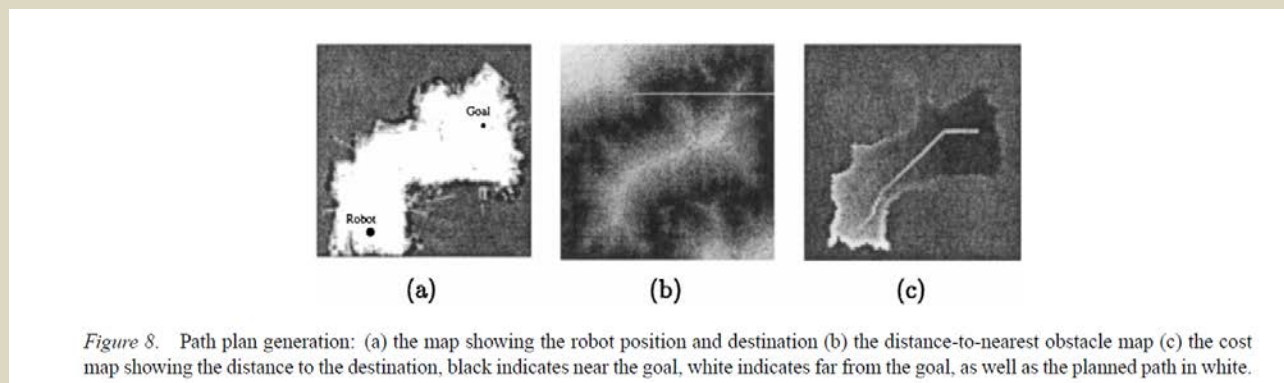 Goal
Robot
(a)
(b)
(c)
Figure 8. Path plan generation: (a) the map showing the robot position and destination (b) the distance-to-nearest obstacle map (c) the cost
map showing the distance to the destination, black indicates near the goal, white indicates far from the goal, as well as the planned path in white.